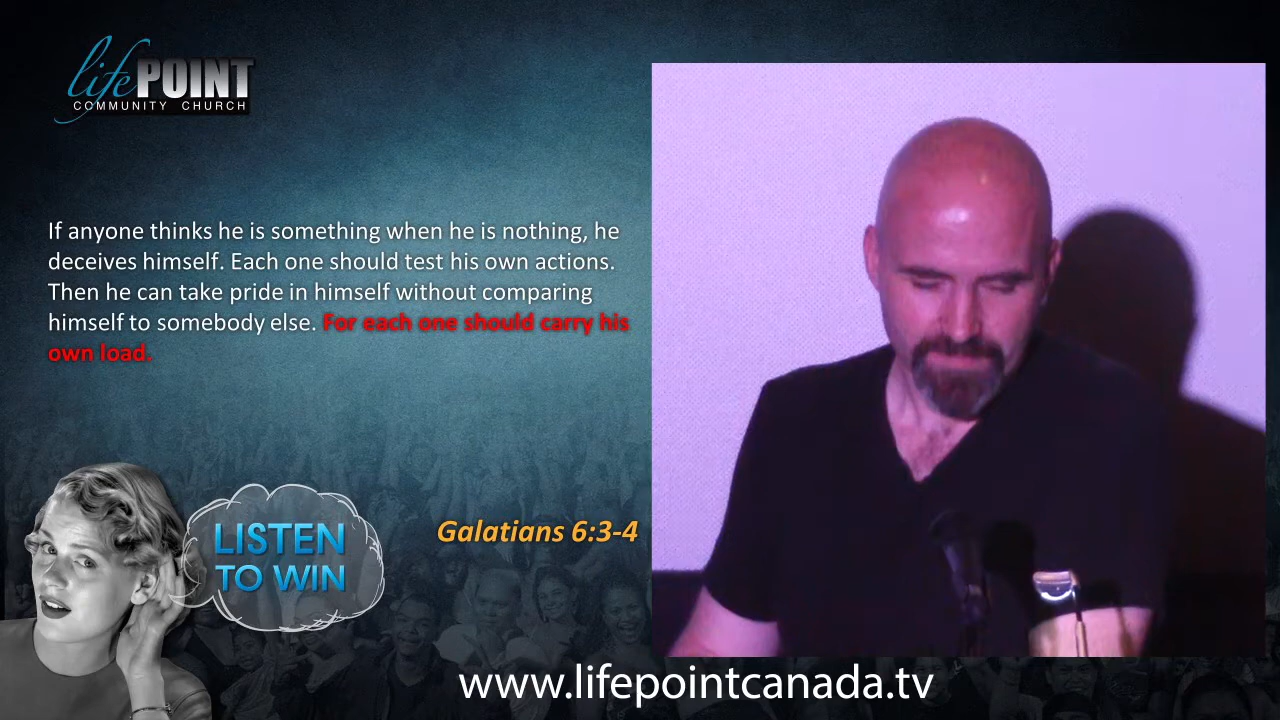 lifePOINT
COMMUNITY CHURCH
If anyone thinks he is something when he is nothing, he
deceives himself. Each one should test his own actions.
Then he can take pride in himself without comparing
himself to somebody else. For each one should carry his
own load.
LISTEN
TO WIN
Galatians 6:3-4
www.lifepointcanada.tv